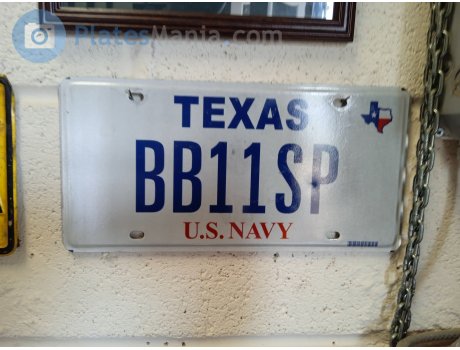 PlatesMania.com
TEXAS
BB11SP
U.S. NAVY